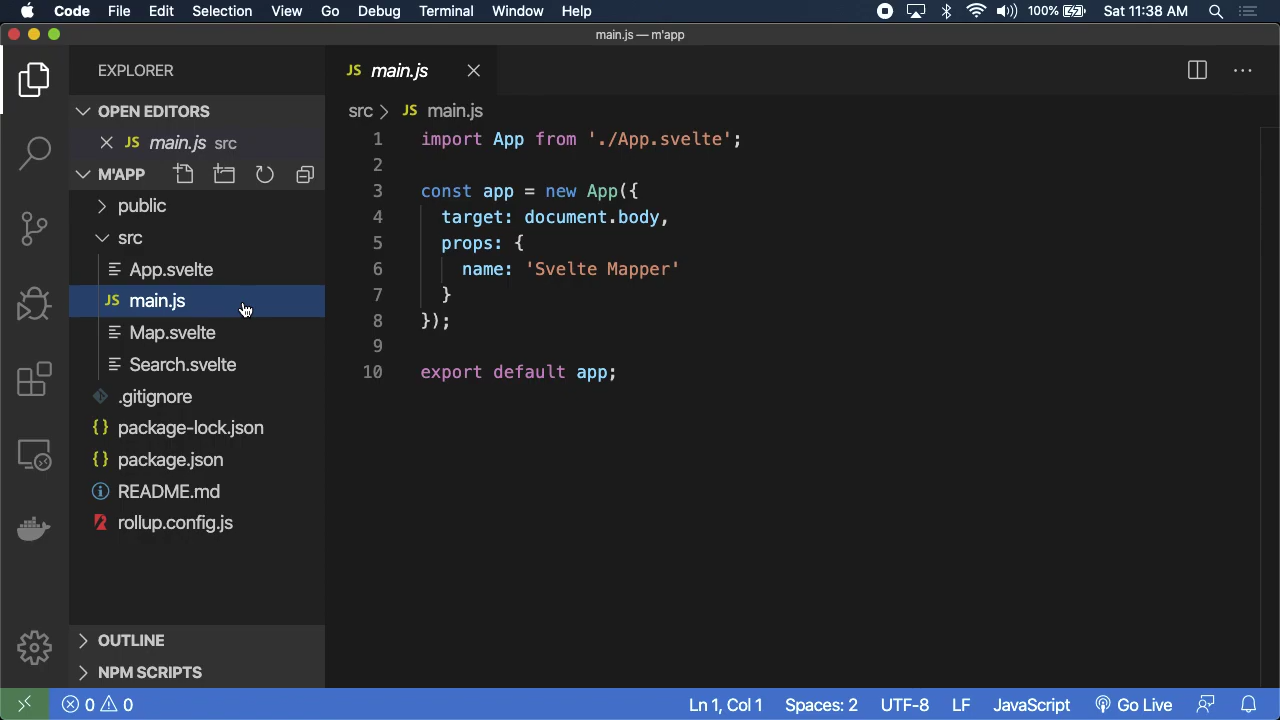 Code File Edit Selection View Go Debug Terminal Window Help 100% Sat 11:38 AM
main.js — m'app
EXPLORER
OPEN EDITORS
JS main.js src
M'APP
public
src
App.svelte
JS main.js
Map.svelte
Search.svelte
.gitignore
{} package-lock.json
{} package.json
README.md
rollup.config.js
OUTLINE
NPM SCRIPTS
JS main.js
src > JS main.js
1 import App from './App.svelte';
2
3 const app = new App({
4 target: document.body,
5 props: {
6 name: 'Svelte Mapper'
7 }
8 });
9
10 export default app;
0 0 Ln 1, Col 1 Spaces: 2 UTF-8 LF JavaScript Go Live